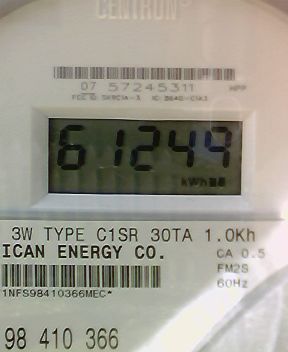 CENTRON®
07 57245311
61249
kWh
3W TYPE C1SR 30TA 1.0Kh
ICAN ENERGY CO.
CA 0.5
FM2S
60Hz
1NFS98410366MEC*
98 410 366